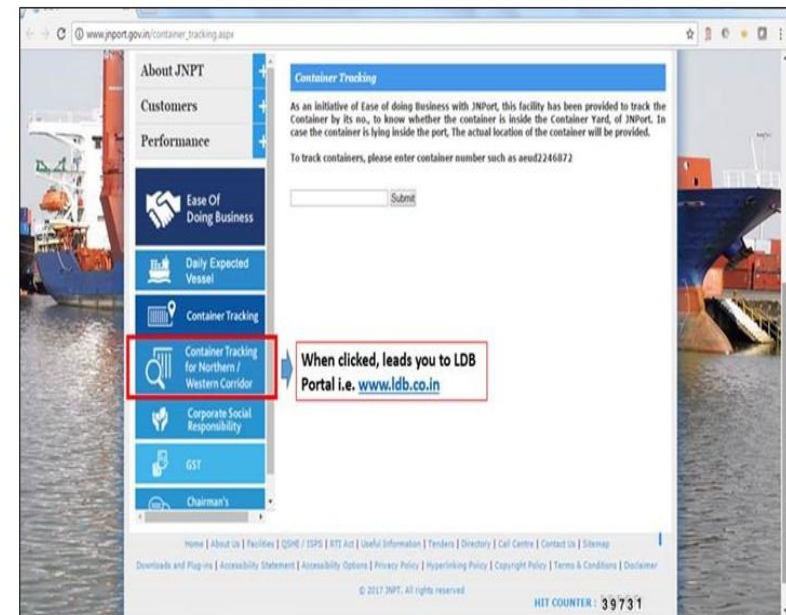 www.jnport.gov.in/container_tracking.aspx
About JNPT
Customers
Performance
Ease Of
Doing Business
Daily Expected
Vessel
Container Tracking
Container Tracking
for Northern /
Western Corridor
Corporate Social
Responsibility
GST
Chairman's
Container Tracking
As an initiative of Ease of doing Business with JNPort, this facility has been provided to track the
Container by its no., to know whether the container is inside the Container Yard, of JNPort. In
case the container is lying inside the port, The actual location of the container will be provided.
To track containers, please enter container number such as aeud2246872
Submit
When clicked, leads you to LDB
Portal i.e. www.ldb.co.in
Home | About Us | Facilities | QSHE / ISPS | RTI Act | Useful Information | Tenders | Directory | Call Centre | Contact Us | Sitemap
Downloads and Plug-ins | Accessibility Statement | Accessibility Options | Privacy Policy | Hyperlinking Policy | Copyright Policy | Terms & Conditions | Disclaimer
© 2017 JNPT. All rights reserved
HIT COUNTER : 39731